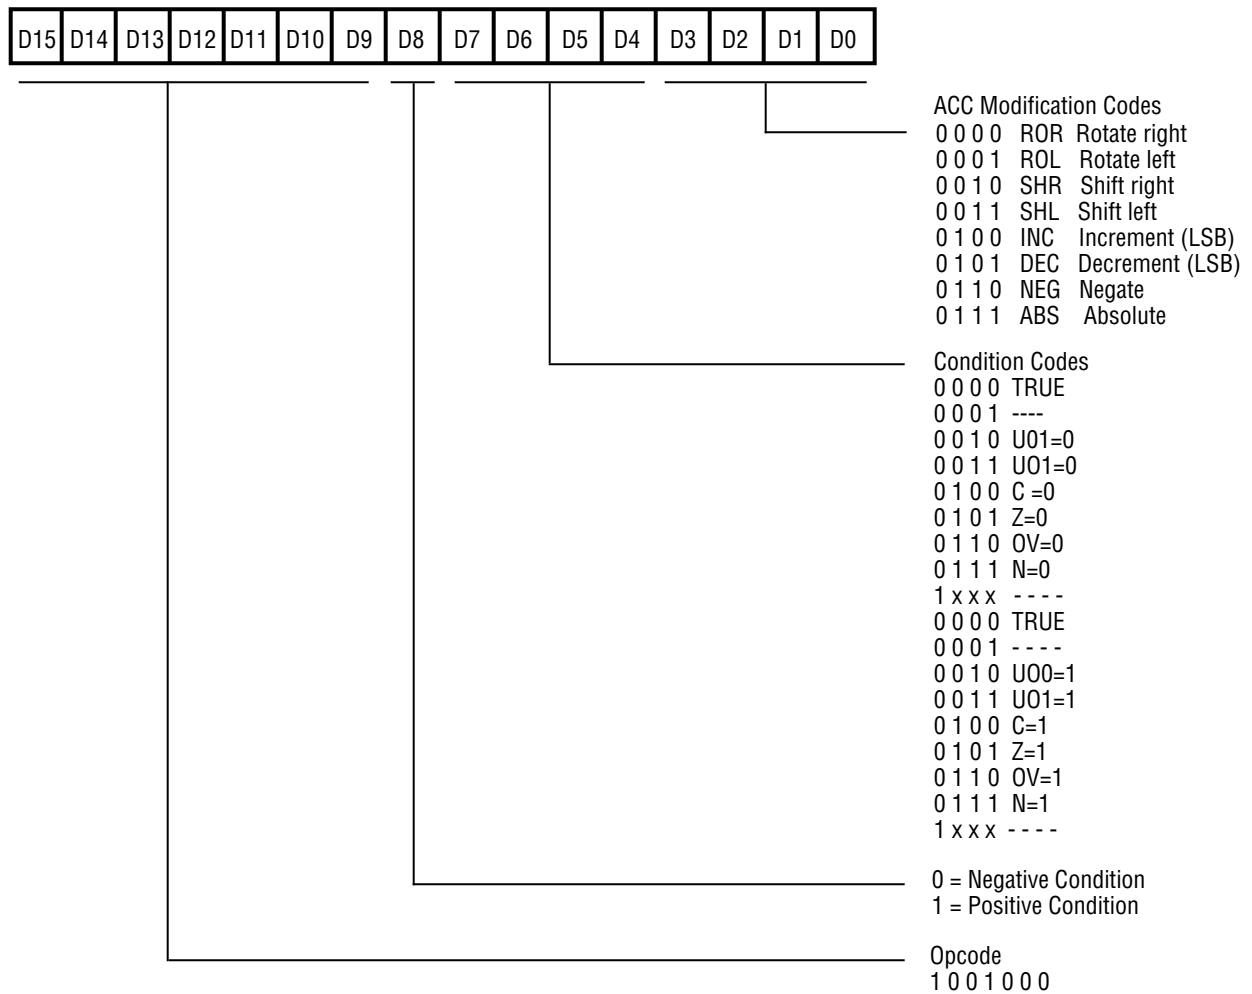 D15 D14 D13 D12 D11 D10 D9 D8 D7 D6 D5 D4 D3 D2 D1 D0
ACC Modification Codes
0 0 0 0 ROR Rotate right
0 0 0 1 ROL Rotate left
0 0 1 0 SHR Shift right
0 0 1 1 SHL Shift left
0 1 0 0 INC Increment (LSB)
0 1 0 1 DEC Decrement (LSB)
0 1 1 0 NEG Negate
0 1 1 1 ABS Absolute
Condition Codes
0 0 0 0 TRUE
0 0 0 1 ----
0 0 1 0 U01=0
0 0 1 1 UO1=0
0 1 0 0 C =0
0 1 0 1 Z=0
0 1 1 0 OV=0
0 1 1 1 N=0
1 x x x - - - -
0 0 0 0 TRUE
0 0 0 1 - - - -
0 0 1 0 UO0=1
0 0 1 1 UO1=1
0 1 0 0 C=1
0 1 0 1 Z=1
0 1 1 0 OV=1
0 1 1 1 N=1
1 x x x - - - -
0 = Negative Condition
1 = Positive Condition
Opcode
1 0 0 1 0 0 0